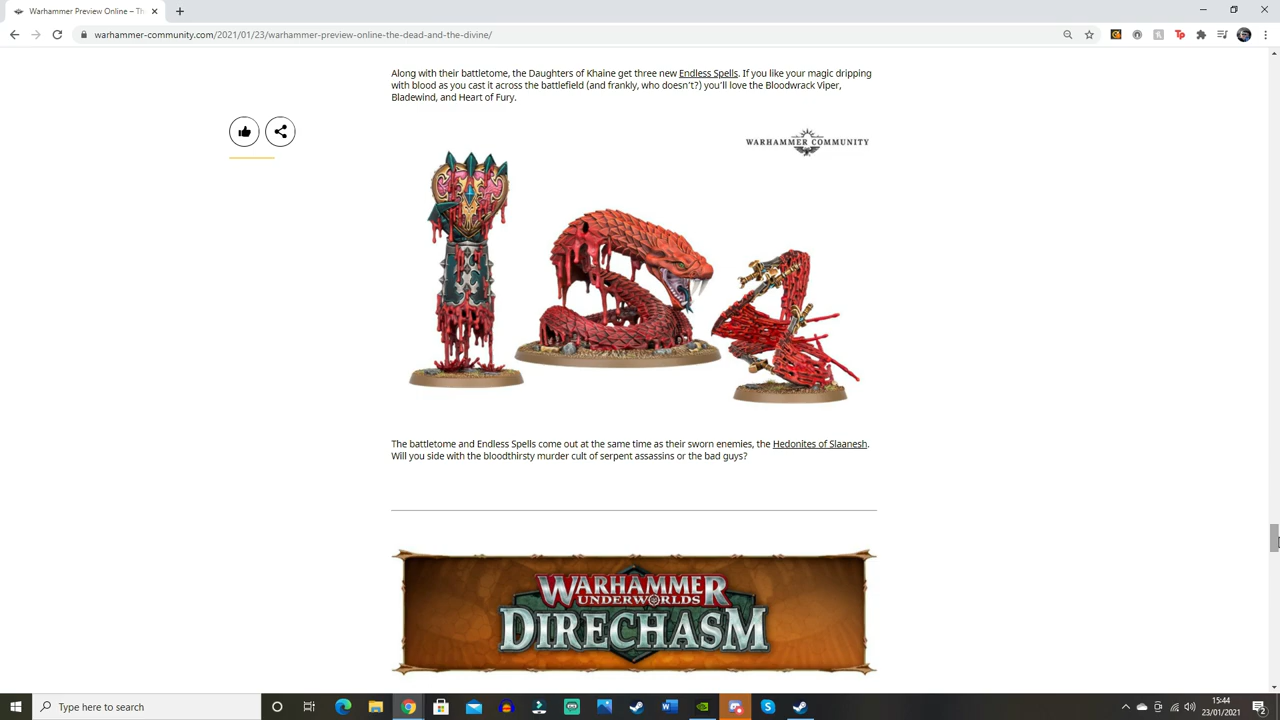 Warhammer Preview Online – Th
warhammer-community.com/2021/01/23/warhammer-preview-online-the-dead-and-the-divine/
Along with their battletome, the Daughters of Khaine get three new Endless Spells. If you like your magic dripping
with blood as you cast it across the battlefield (and frankly, who doesn't?) you'll love the Bloodwrack Viper,
Bladewind, and Heart of Fury.
WARHAMMER COMMUNITY
The battletome and Endless Spells come out at the same time as their sworn enemies, the Hedonites of Slaanesh.
Will you side with the bloodthirsty murder cult of serpent assassins or the bad guys?
WARHAMMER
UNDERWORLDS
DIRECHASM
Type here to search
15:44
23/01/2021
2